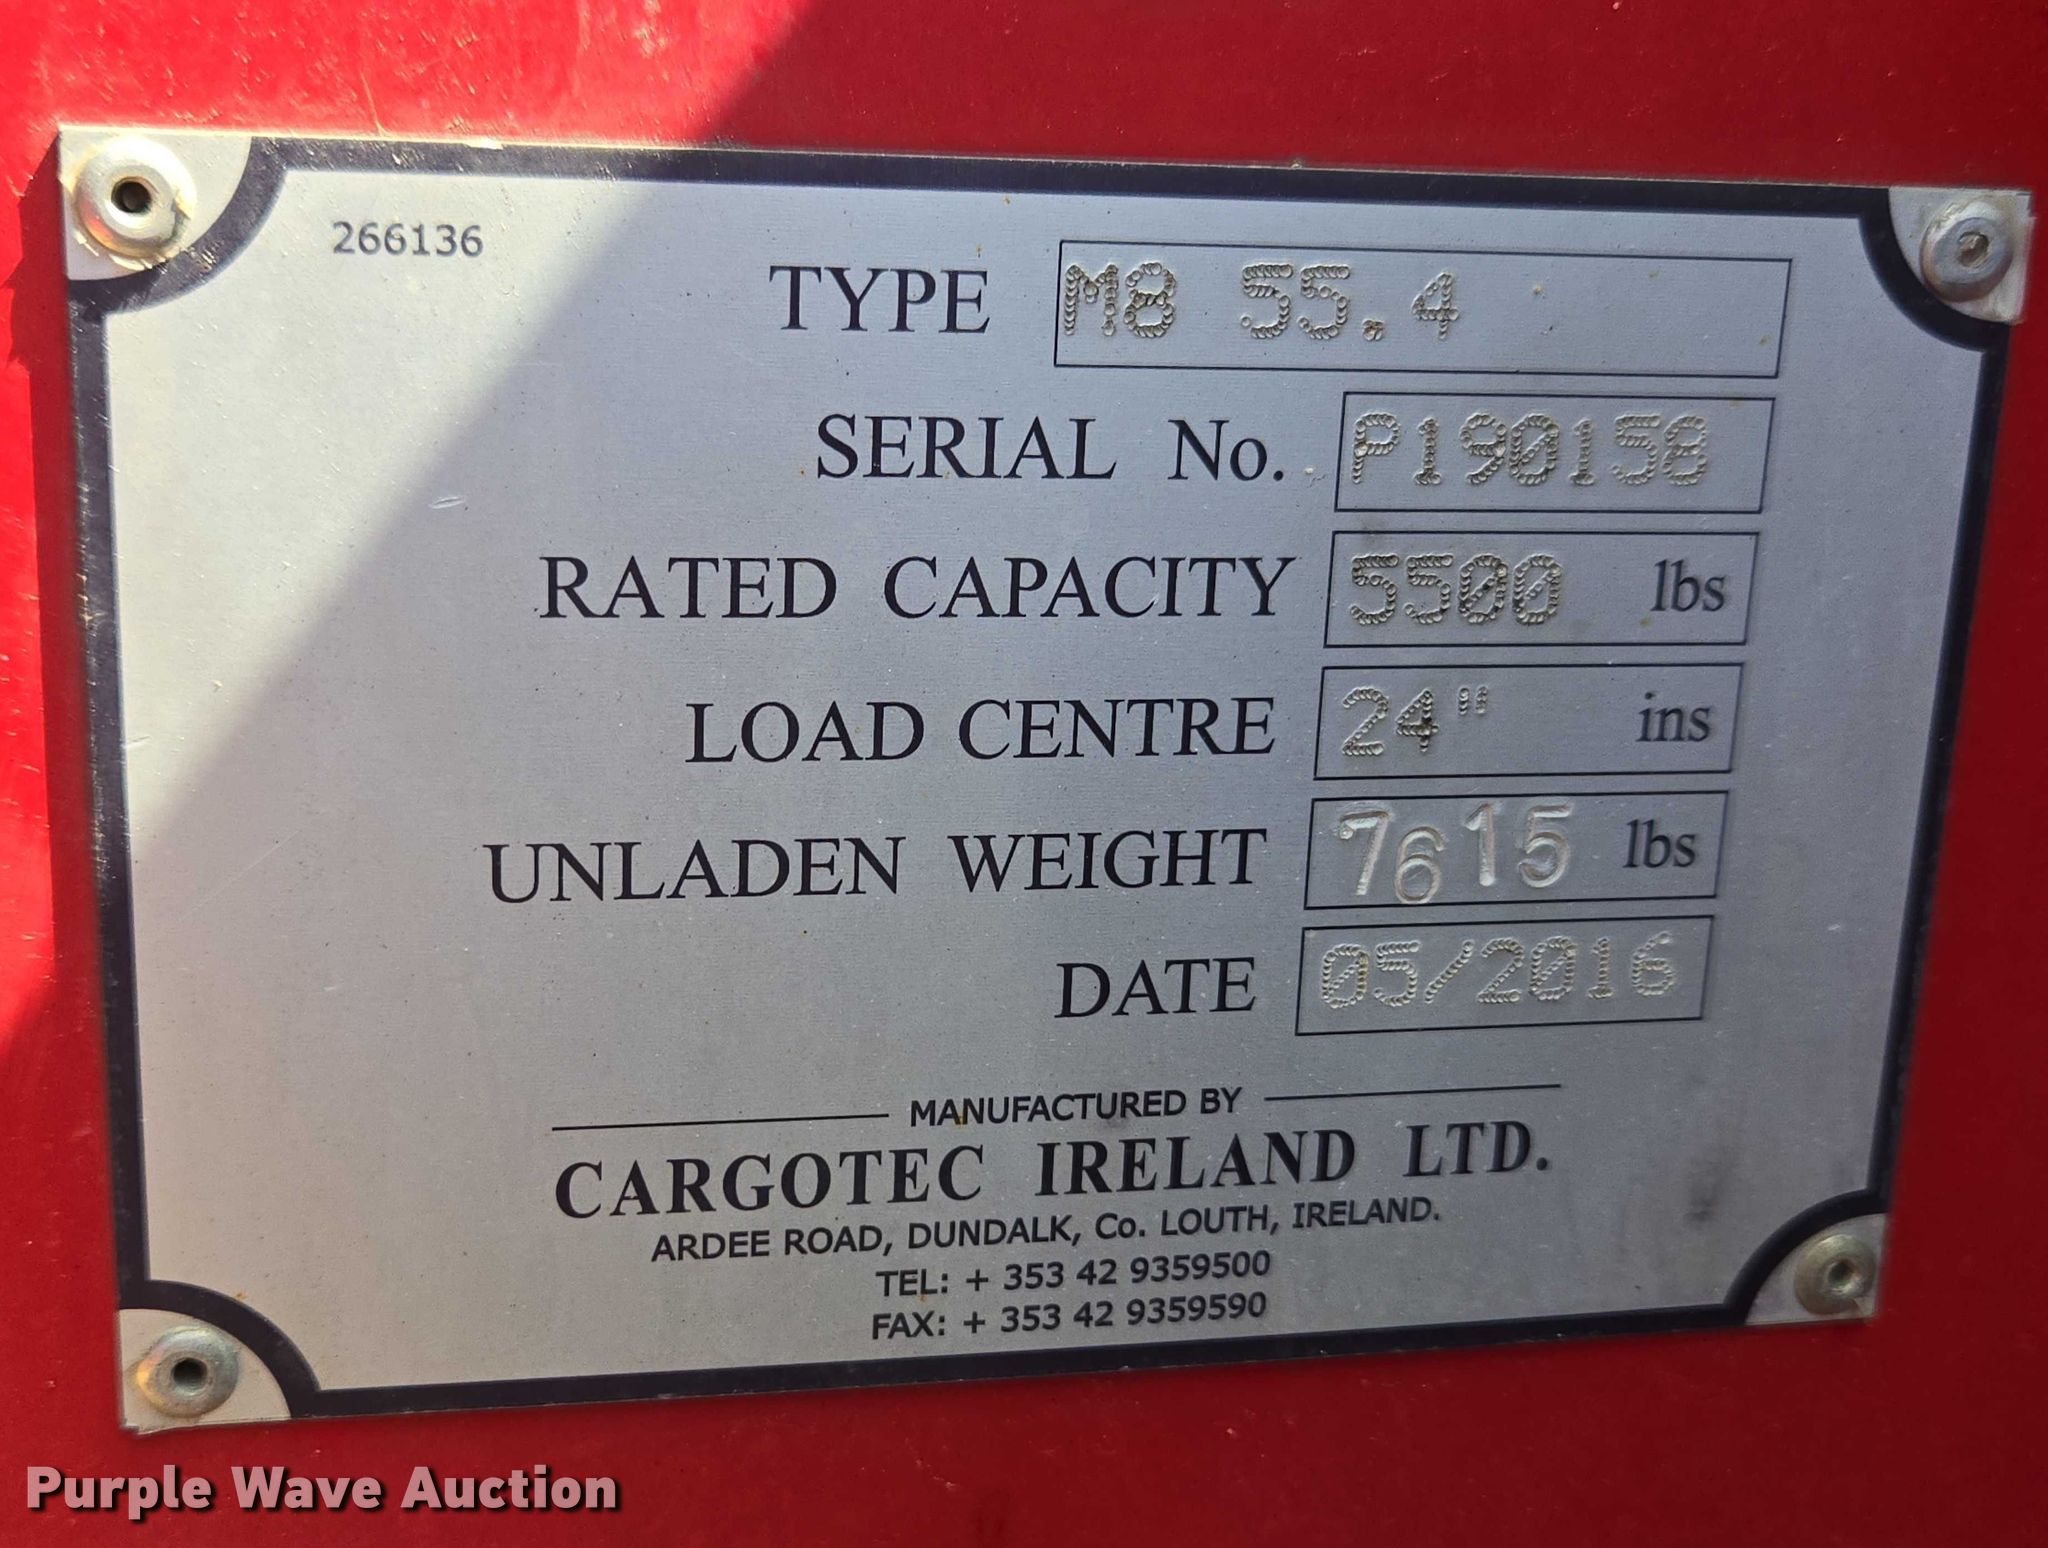 266136
TYPE M8 55.4
SERIAL No. P190158
RATED CAPACITY 5500 lbs
LOAD CENTRE 24" ins
UNLADEN WEIGHT 7615 lbs
DATE 05/2016
MANUFACTURED BY
CARGOTEC IRELAND LTD.
ARDEE ROAD, DUNDALK, Co. LOUTH, IRELAND.
TEL: + 353 42 9359500
FAX: + 353 42 9359590
Purple Wave Auction